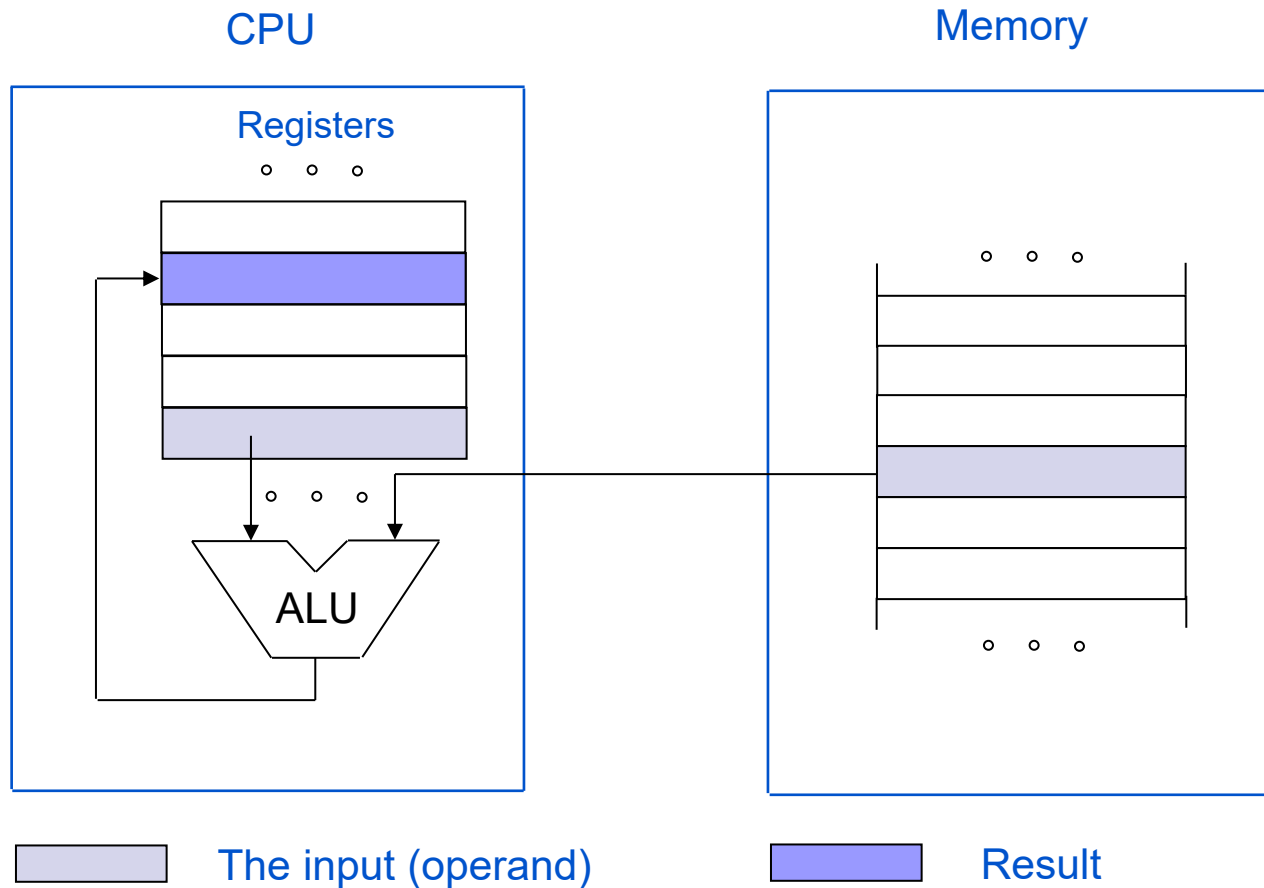 CPU
Memory
Registers
ALU
The input (operand)
Result